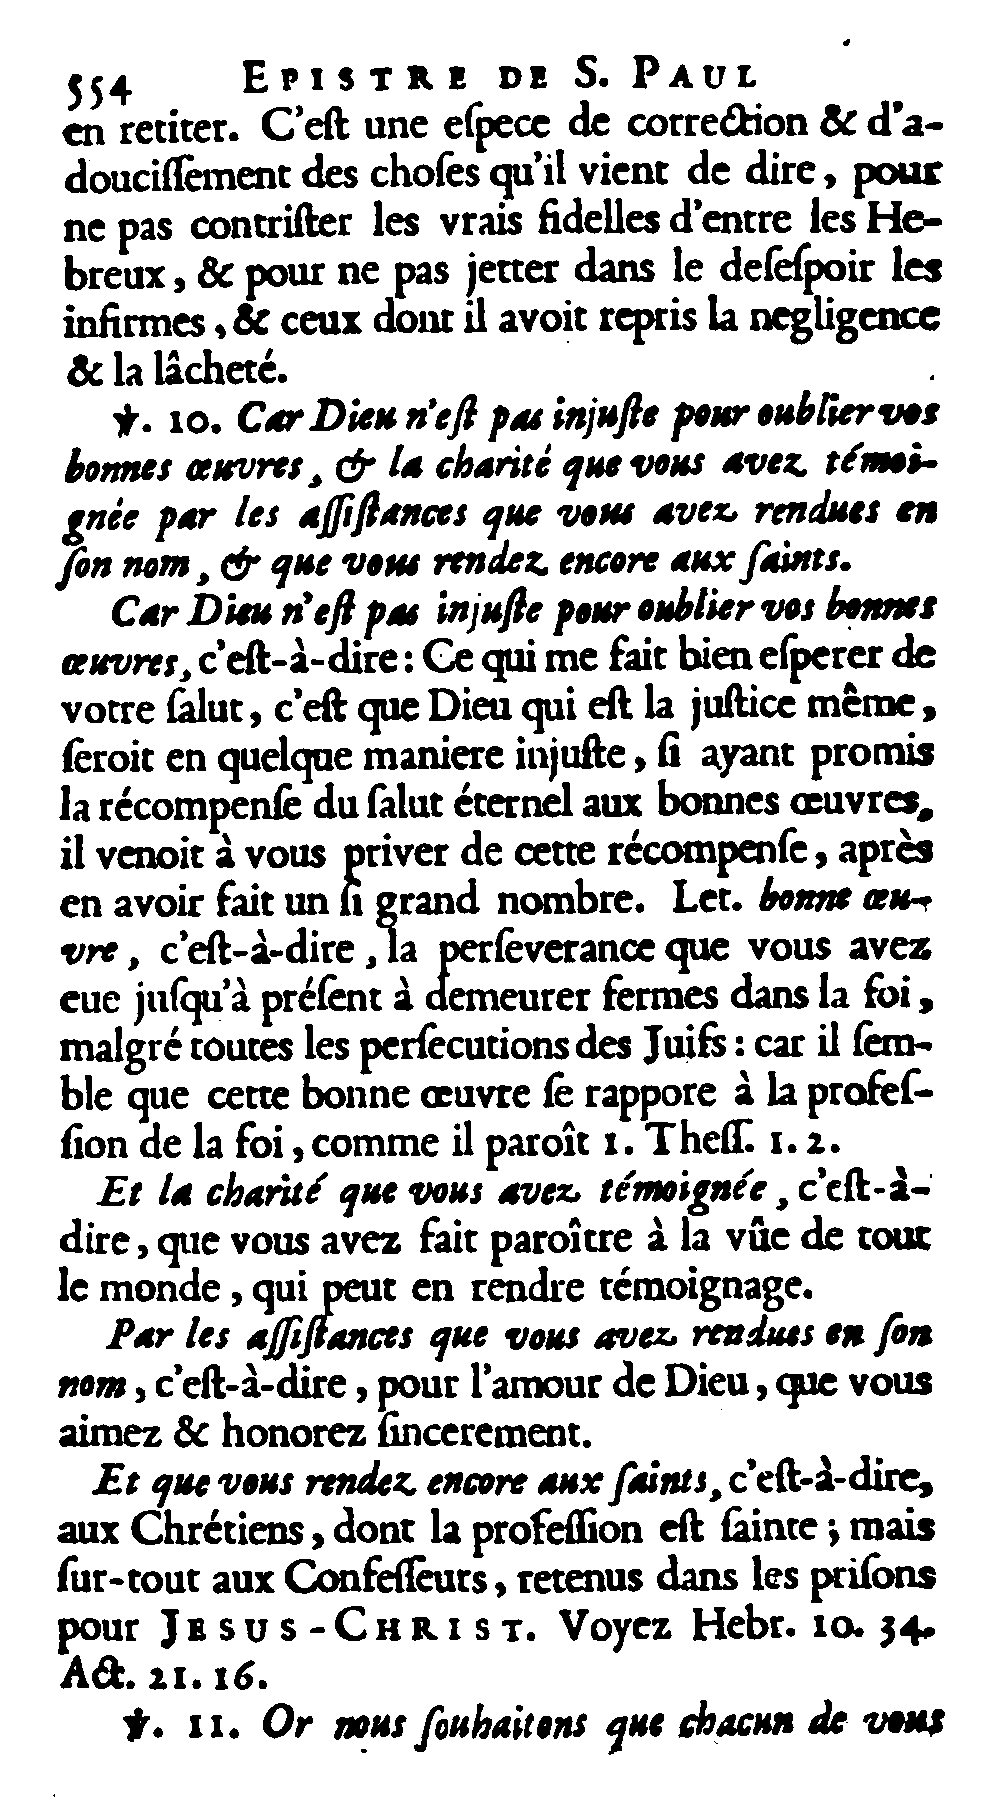 554 EPISTRE DE S. PAUL
en retirer. C'eſt une eſpece de correction & d'a-
douciſſement des choſes qu'il vient de dire, pour
ne pas contriſter les vrais fidelles d'entre les He-
breux, & pour ne pas jetter dans le deſeſpoir les
infirmes, & ceux dont il avoit repris la negligence
& la lâcheté.
℣. 10. Car Dieu n'eſt pas injuſte pour oublier vos
bonnes œuvres, & la charité que vous avez témoi-
gnée par les aſſiſtances que vous avez rendues en
ſon nom, & que vous rendez encore aux ſaints.
Car Dieu n'eſt pas injuſte pour oublier vos bonnes
œuvres, c'eſt-à-dire: Ce qui me fait bien eſperer de
votre ſalut, c'eſt que Dieu qui eſt la juſtice même,
ſeroit en quelque maniere injuſte, ſi ayant promis
la récompenſe du ſalut éternel aux bonnes œuvres,
il venoit à vous priver de cette récompenſe, après
en avoir fait un ſi grand nombre. Let. bonne œu-
vre, c'eſt-à-dire, la perſeverance que vous avez
eue juſqu'à préſent à demeurer fermes dans la foi,
malgré toutes les perſecutions des Juifs: car il ſem-
ble que cette bonne œuvre ſe rappore à la profeſ-
ſion de la foi, comme il paroît 1. Theſſ. 1. 2.
Et la charité que vous avez témoignée, c'eſt-à-
dire, que vous avez fait paroître à la vûe de tout
le monde, qui peut en rendre témoignage.
Par les aſſiſtances que vous avez rendues en ſon
nom, c'eſt-à-dire, pour l'amour de Dieu, que vous
aimez & honorez ſincerement.
Et que vous rendez encore aux ſaints, c'eſt-à-dire,
aux Chrétiens, dont la profeſſion eſt ſainte; mais
ſur-tout aux Confeſſeurs, retenus dans les priſons
pour JESUS-CHRIST. Voyez Hebr. 10. 34.
Act. 21. 16.
℣. 11. Or nous ſouhaitons que chacun de vous